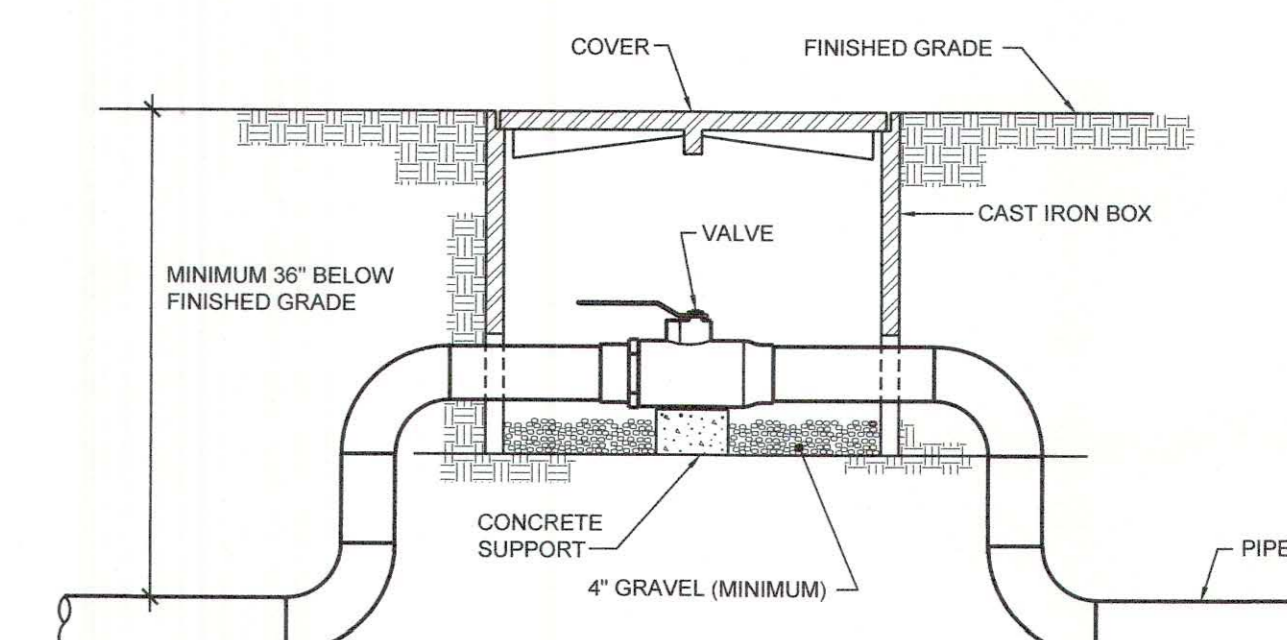 COVER
FINISHED GRADE
CAST IRON BOX
VALVE
MINIMUM 36" BELOW
FINISHED GRADE
CONCRETE
SUPPORT
4" GRAVEL (MINIMUM)
PIPE